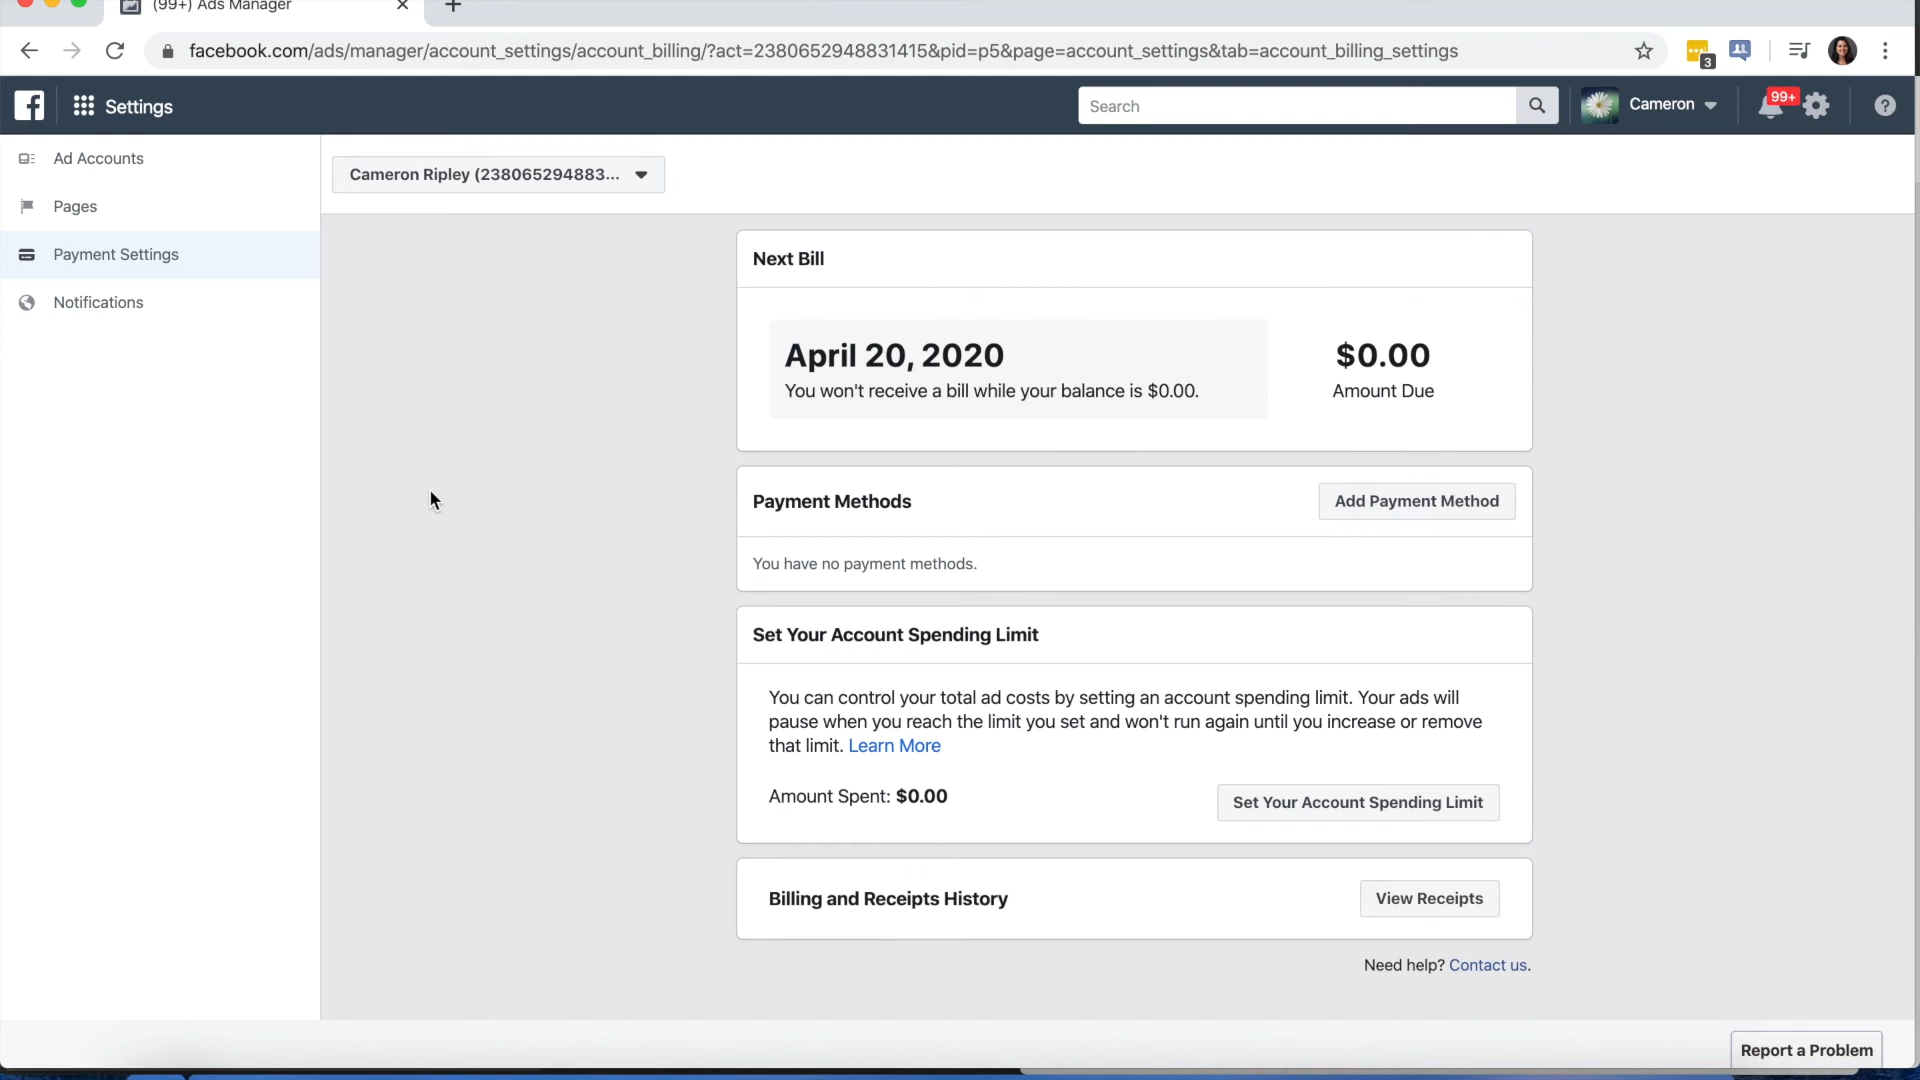 (99+) Ads Manager
facebook.com/ads/manager/account_settings/account_billing/?act=2380652948831415&pid=p5&page=account_settings&tab=account_billing_settings
3
Settings
Search
Cameron
99+
Ad Accounts
Pages
Payment Settings
Notifications
Cameron Ripley (238065294883...
Next Bill
April 20, 2020
You won't receive a bill while your balance is $0.00.
$0.00
Amount Due
Payment Methods
Add Payment Method
You have no payment methods.
Set Your Account Spending Limit
You can control your total ad costs by setting an account spending limit. Your ads will
pause when you reach the limit you set and won't run again until you increase or remove
that limit. Learn More
Amount Spent: $0.00
Set Your Account Spending Limit
Billing and Receipts History
View Receipts
Need help? Contact us.
Report a Problem